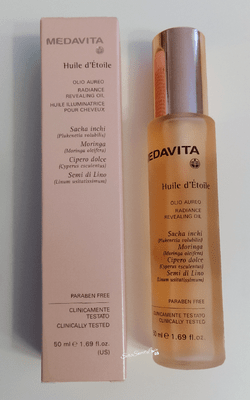 MEDAVITA
Huile d'Étoile
OLIO AUREO
RADIANCE
REVEALING OIL
HUILE ILLUMINATRICE
POUR CHEVEUX
Sacha inchi
(Plukenetia volubilis)
Moringa
(Moringa oleifera)
Cipero dolce
(Cyperus esculentus)
Semi di Lino
(Linum usitatissimum)
PARABEN FREE
CLINICAMENTE
TESTATO
CLINICALLY TESTED
50 ml ℮ 1.69 fl.oz.
(US)
MEDAVITA
Huile d'Étoile
OLIO AUREO
RADIANCE
REVEALING OIL
Sacha inchi
(Plukenetia volubilis)
Moringa
(Moringa oleifera)
Cipero dolce
(Cyperus esculentus)
Semi di Lino
(Linum usitatissimum)
PARABEN FREE
CLINICAMENTE
TESTATO
CLINICALLY TESTED
50 ml ℮ 1.69 fl.oz.